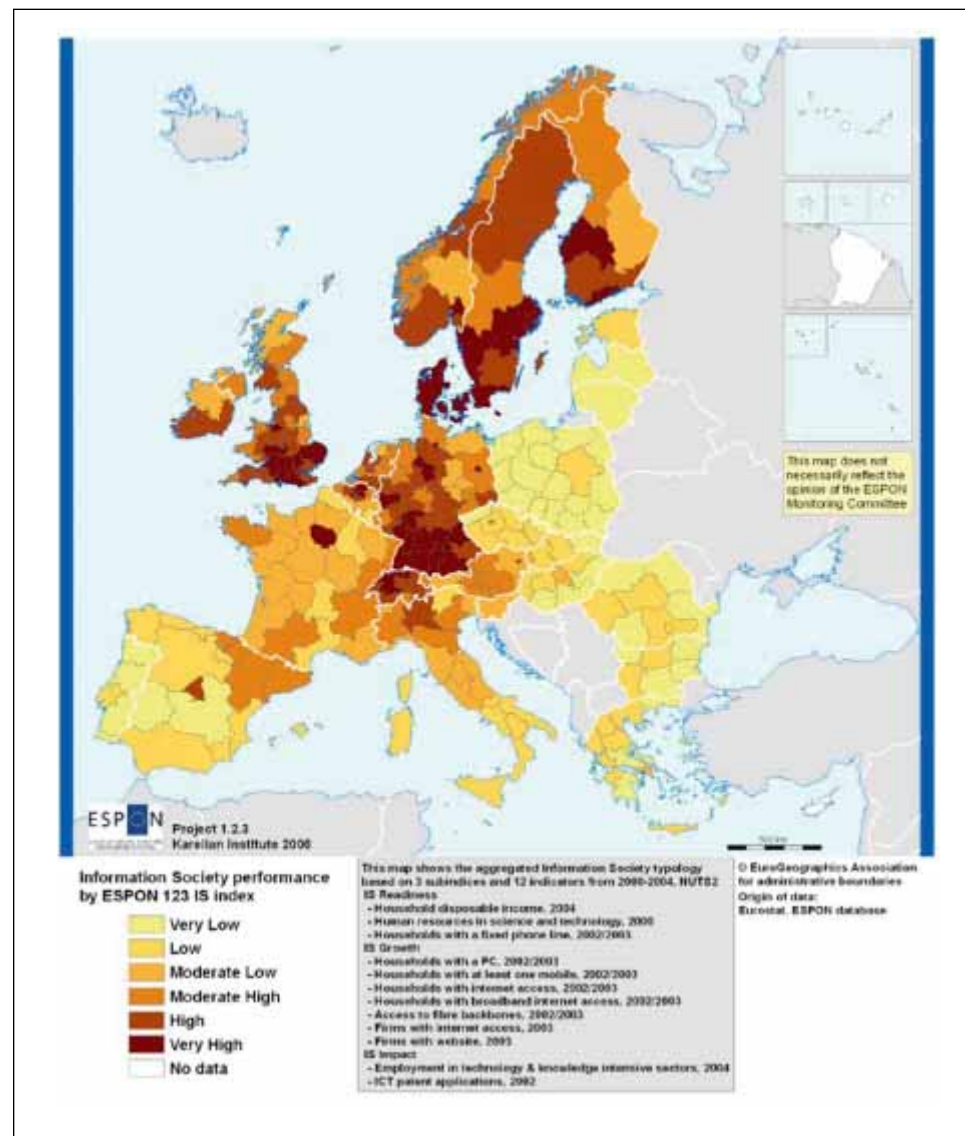 This map does not
necessarily reflect the
opinion of the ESPON
Monitoring Committee
ESPON
Project 1.2.3
Karelian Institute 2006
Information Society performance
by ESPON 123 IS index
Very Low
Low
Moderate Low
Moderate High
High
Very High
No data
This map shows the aggregated Information Society typology
based on 3 subindices and 12 indicators from 2000-2004, NUTS2
IS Readiness
- Household disposable income, 2004
- Human resources in science and technology, 2000
- Households with a fixed phone line, 2002/2003
IS Growth
- Households with a PC, 2002/2003
- Households with at least one mobile, 2002/2003
- Households with internet access, 2002/2003
- Households with broadband internet access, 2002/2003
- Access to fibre backbones, 2002/2003
- Firms with internet access, 2003
- Firms with website, 2003
IS Impact
- Employment in technology & knowledge intensive sectors, 2004
- ICT patent applications, 2002
© EuroGeographics Association
for administrative boundaries
Origin of data:
Eurostat, ESPON database